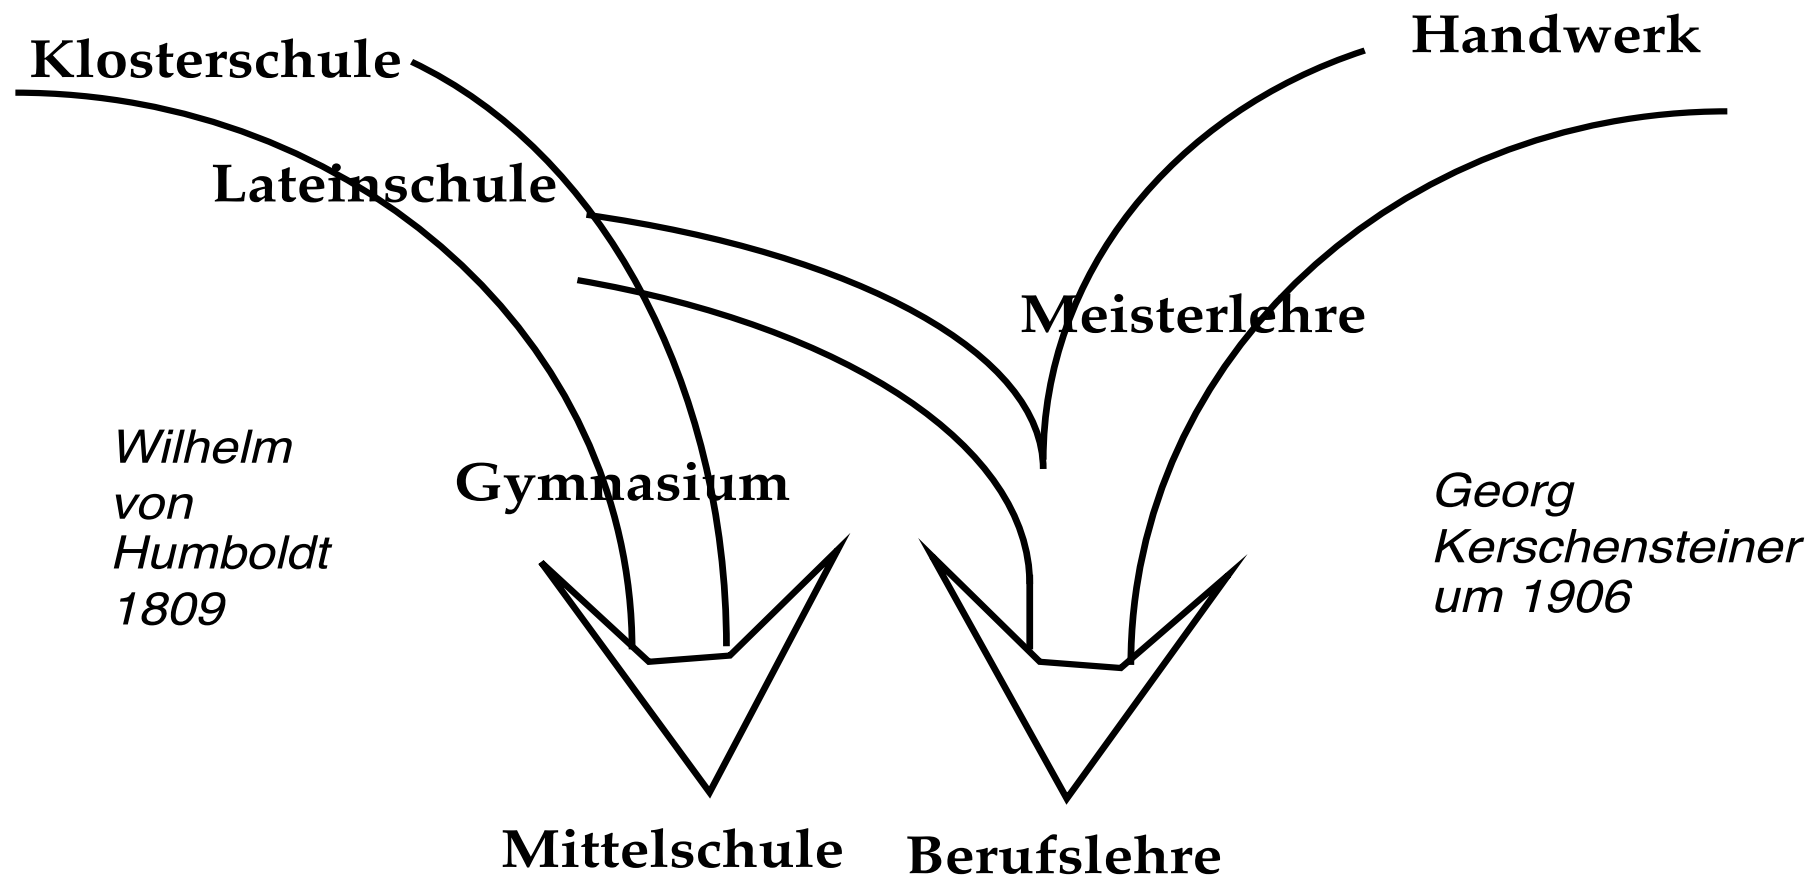 Klosterschule
Handwerk
Lateinschule
Meisterlehre
Wilhelm
von
Humboldt
1809
Gymnasium
Georg
Kerschensteiner
um 1906
Mittelschule
Berufslehre